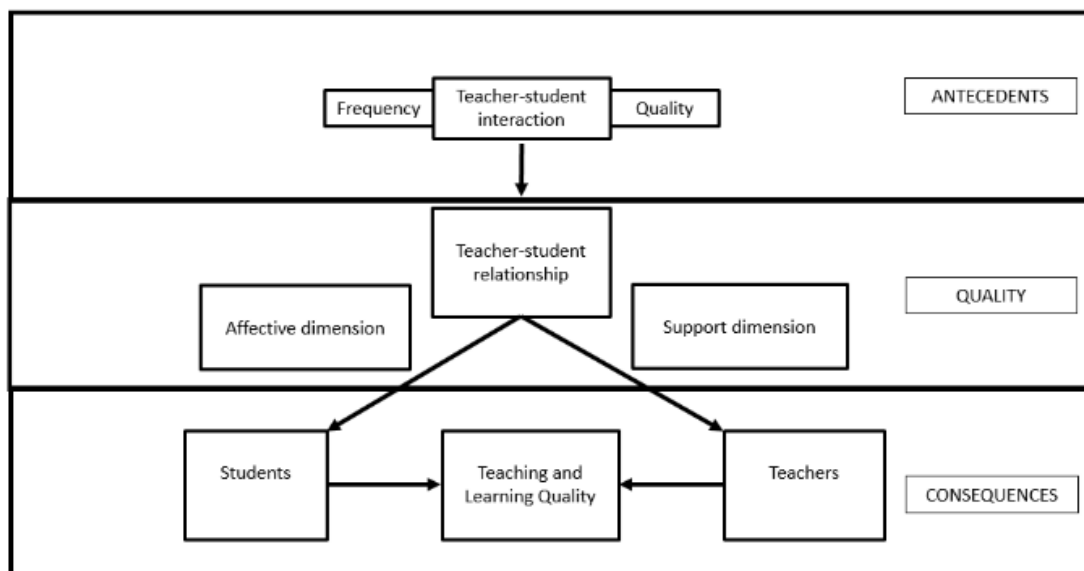 ANTECEDENTS
Frequency
Teacher-student
interaction
Quality
Teacher-student
relationship
QUALITY
Affective dimension
Support dimension
Students
Teaching and
Learning Quality
Teachers
CONSEQUENCES